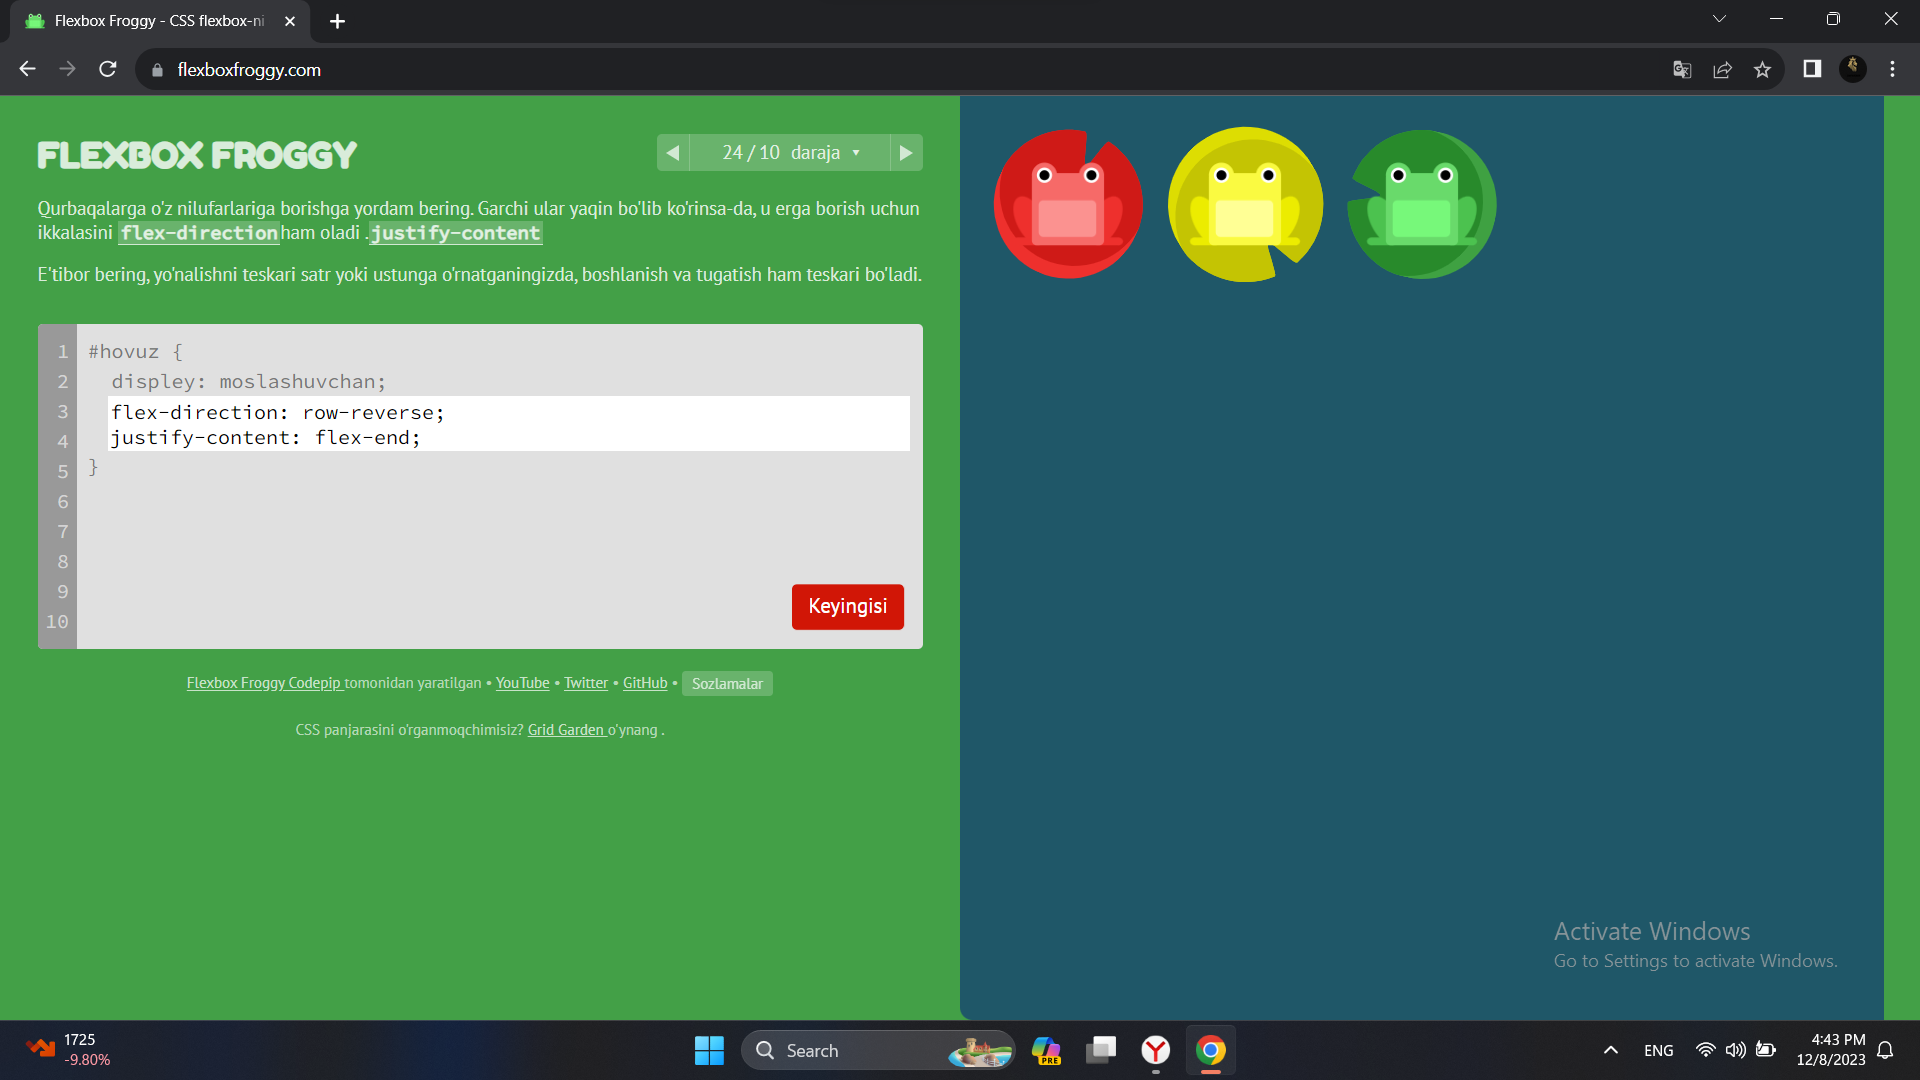 Flexbox Froggy - CSS flexbox-ni
flexboxfroggy.com
FLEXBOX FROGGY
24 / 10 daraja
Qurbaqalarga o'z nilufarlariga borishga yordam bering. Garchi ular yaqin bo'lib ko'rinsa-da, u erga borish uchun
ikkalasini flex-direction ham oladi . justify-content
E'tibor bering, yo'nalishni teskari satr yoki ustunga o'rnatganingizda, boshlanish va tugatish ham teskari bo'ladi.
1 #hovuz {
2 displey: moslashuvchan;
3 flex-direction: row-reverse;
4 justify-content: flex-end;
5 }
6
7
8
9
10
Keyingisi
Flexbox Froggy Codepip tomonidan yaratilgan • YouTube • Twitter • GitHub • Sozlamalar
CSS panjarasini o'rganmoqchimisiz? Grid Garden o'ynang .
Activate Windows
Go to Settings to activate Windows.
1725
-9.80%
Search
PRE
ENG
4:43 PM
12/8/2023